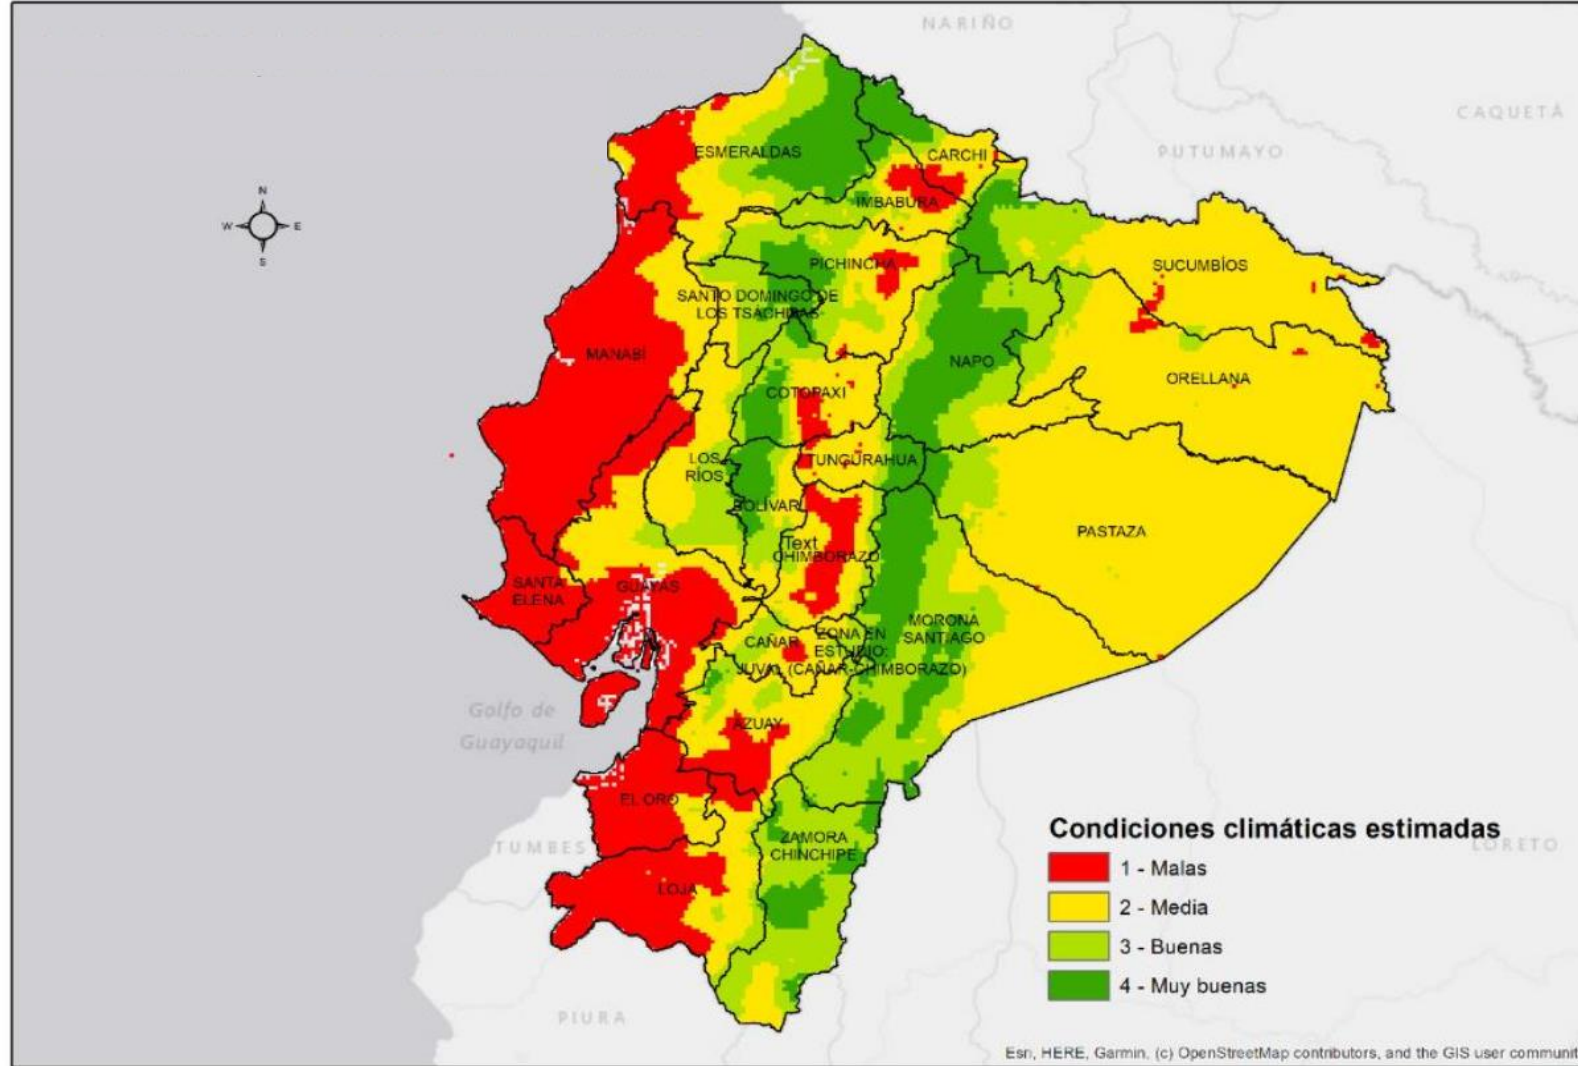 NARIÑO
CAQUETÁ
PUTUMAYO
ESMERALDAS
CARCHI
IMBABURA
N
W
E
S
PICHINCHA
SUCUMBÍOS
SANTO DOMINGO DE
LOS TSÁCHILAS
MANABÍ
NAPO
ORELLANA
COTOPAXI
LOS
RÍOS
TUNGURAHUA
BOLÍVAR
PASTAZA
Text
CHIMBORAZO
SANTA
ELENA
GUAYAS
MORONA
SANTIAGO
CAÑAR
ZONA EN
ESTUDIO:
JUVAL (CAÑAR-CHIMBORAZO)
Golfo de
Guayaquil
AZUAY
EL ORO
TUMBES
ZAMORA
CHINCHIPE
LOJA
PIURA
LORETO
Condiciones climáticas estimadas
1 - Malas
2 - Media
3 - Buenas
4 - Muy buenas
Esri, HERE, Garmin, (c) OpenStreetMap contributors, and the GIS user communit